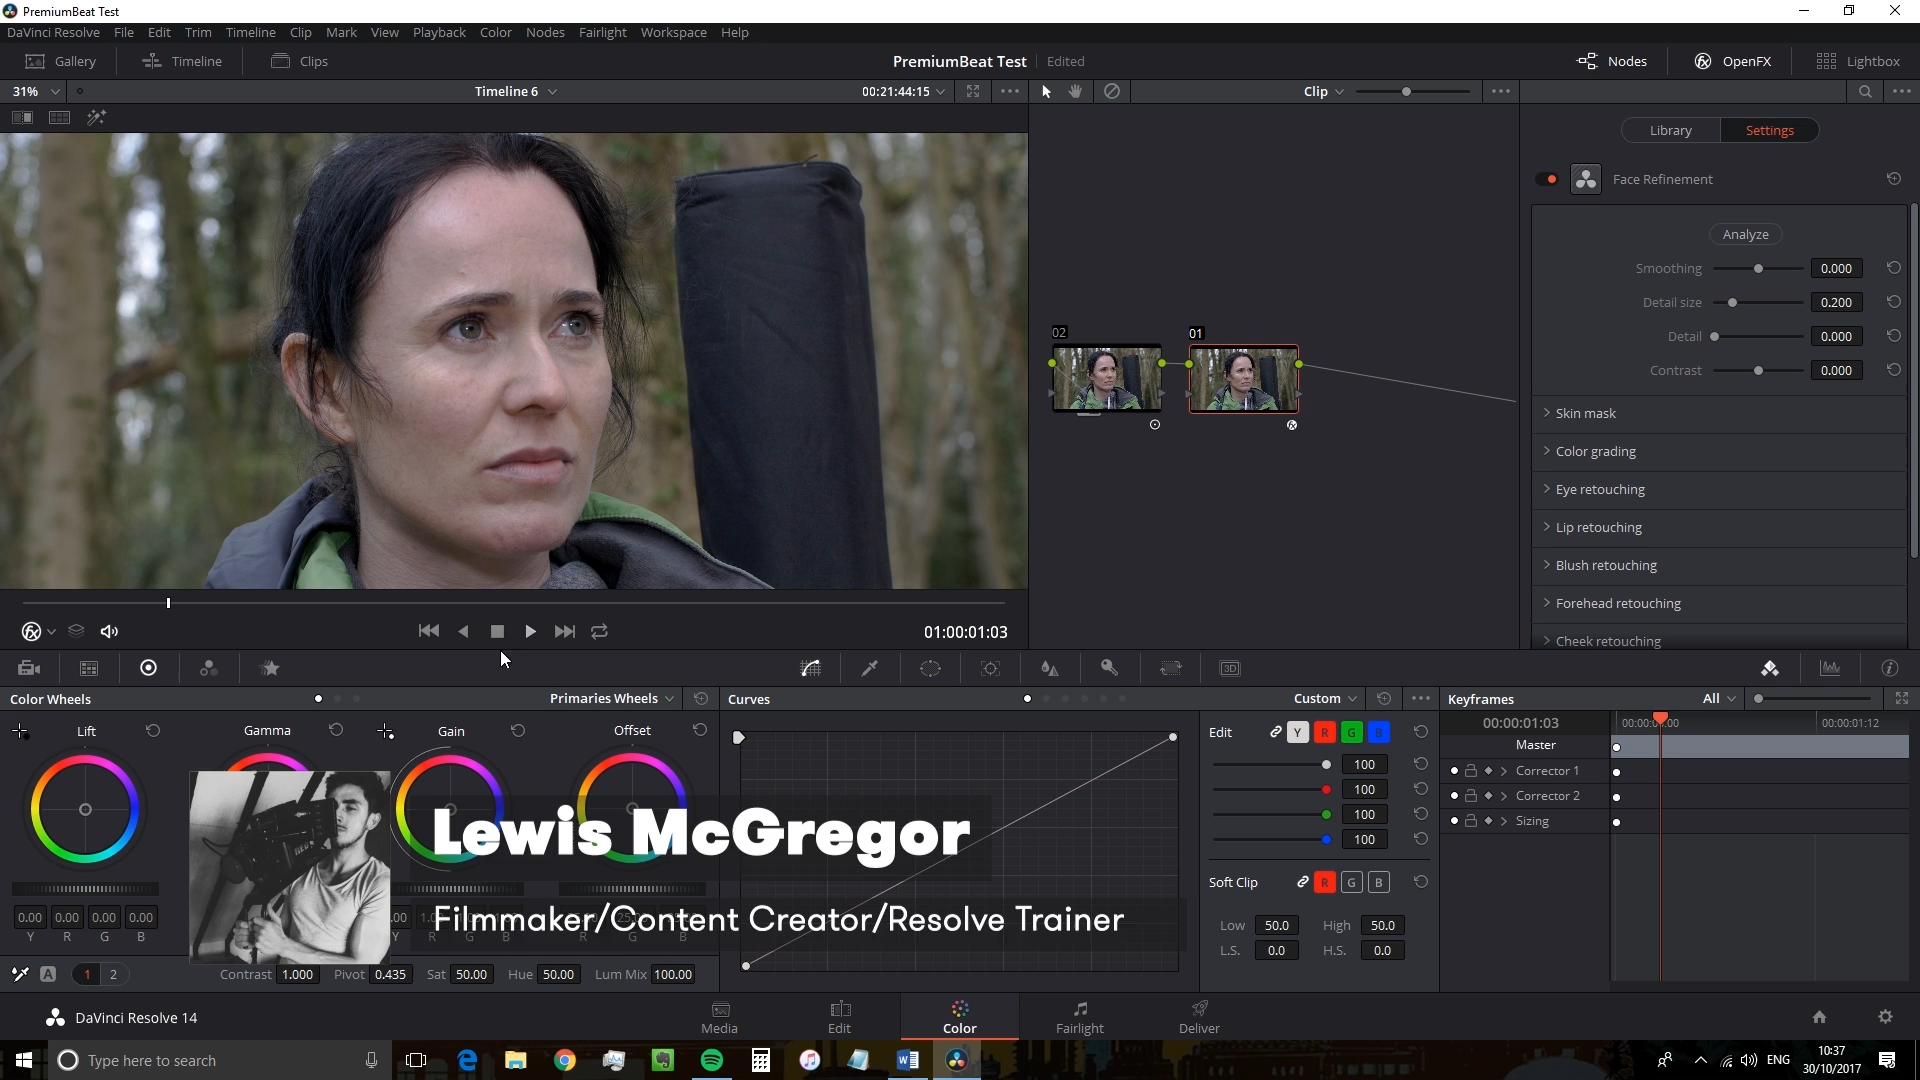 PremiumBeat Test
DaVinci Resolve File Edit Trim Timeline Clip Mark View Playback Color Nodes Fairlight Workspace Help
Gallery Timeline Clips PremiumBeat Test Edited Nodes OpenFX Lightbox
31% Timeline 6 00:21:44:15 Clip
Library Settings
Face Refinement
Analyze
Smoothing 0.000
Detail size 0.200
Detail 0.000
Contrast 0.000
02 01
Skin mask
Color grading
Eye retouching
Lip retouching
Blush retouching
Forehead retouching
Cheek retouching
01:00:01:03
3D
Color Wheels Primaries Wheels Curves Custom Keyframes All
Lift Gamma Gain Offset
Edit Y R G B
100
100
100
100
Soft Clip R G B
Low 50.0 High 50.0
L.S. 0.0 H.S. 0.0
00:00:01:03 00:00:01:12
Master
Corrector 1
Corrector 2
Sizing
Lewis McGregor
Filmmaker/Content Creator/Resolve Trainer
0.00 0.00 0.00 0.00
Y R G B Y R G B R G B
A 1 2 Contrast 1.000 Pivot 0.435 Sat 50.00 Hue 50.00 Lum Mix 100.00
DaVinci Resolve 14 Media Edit Color Fairlight Deliver
Type here to search ENG 10:37
30/10/2017